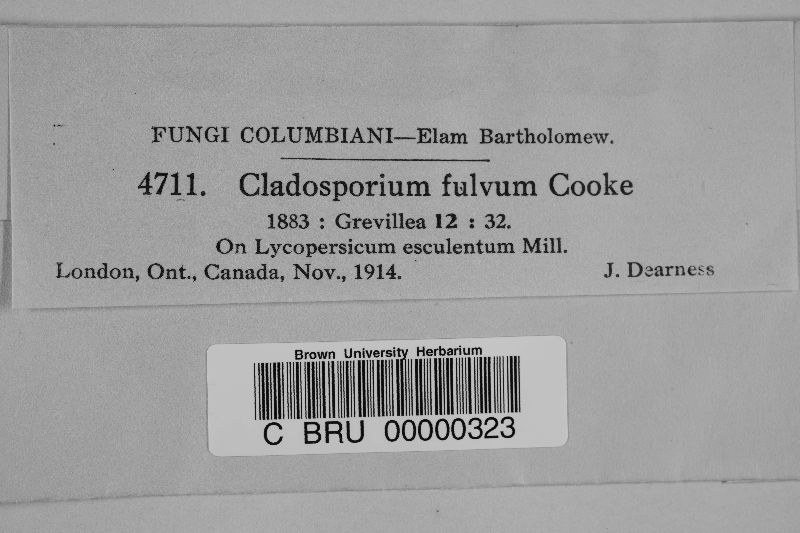 FUNGI COLUMBIANI—Elam Bartholomew.
4711. Cladosporium fulvum Cooke
1883 : Grevillea 12 : 32.
On Lycopersicum esculentum Mill.
London, Ont., Canada, Nov., 1914. J. Dearness
Brown University Herbarium
C BRU 00000323